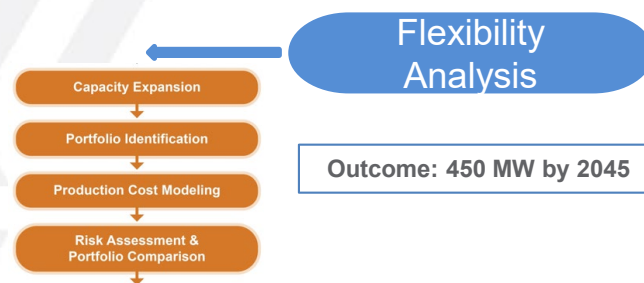 Flexibility
Analysis
Capacity Expansion
Portfolio Identification
Production Cost Modeling
Risk Assessment &
Portfolio Comparison
Outcome: 450 MW by 2045